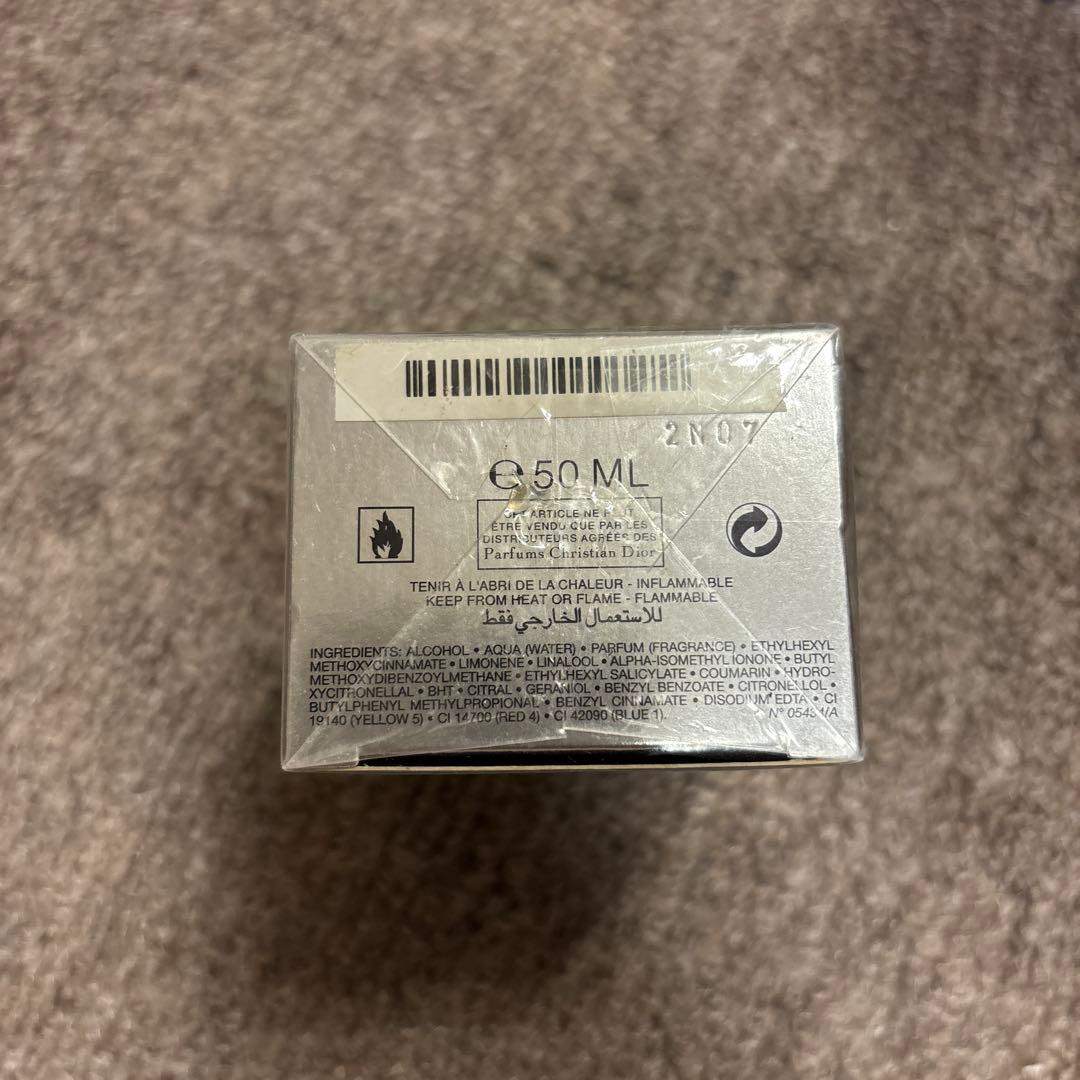 2N07
℮ 50 ML
CET ARTICLE NE PEUT
ÊTRE VENDU QUE PAR LES
DISTRIBUTEURS AGRÉÉS DES
Parfums Christian Dior
TENIR À L'ABRI DE LA CHALEUR - INFLAMMABLE
KEEP FROM HEAT OR FLAME - FLAMMABLE
للاستعمال الخارجي فقط
INGREDIENTS: ALCOHOL • AQUA (WATER) • PARFUM (FRAGRANCE) • ETHYLHEXYL
METHOXYCINNAMATE • LIMONENE • LINALOOL • ALPHA-ISOMETHYL IONONE • BUTYL
METHOXYDIBENZOYLMETHANE • ETHYLHEXYL SALICYLATE • COUMARIN • HYDRO-
XYCITRONELLAL • BHT • CITRAL • GERANIOL • BENZYL BENZOATE • CITRONELLOL •
BUTYLPHENYL METHYLPROPIONAL • BENZYL CINNAMATE • DISODIUM EDTA • CI
19140 (YELLOW 5) • CI 14700 (RED 4) • CI 42090 (BLUE 1). N° 05434/A